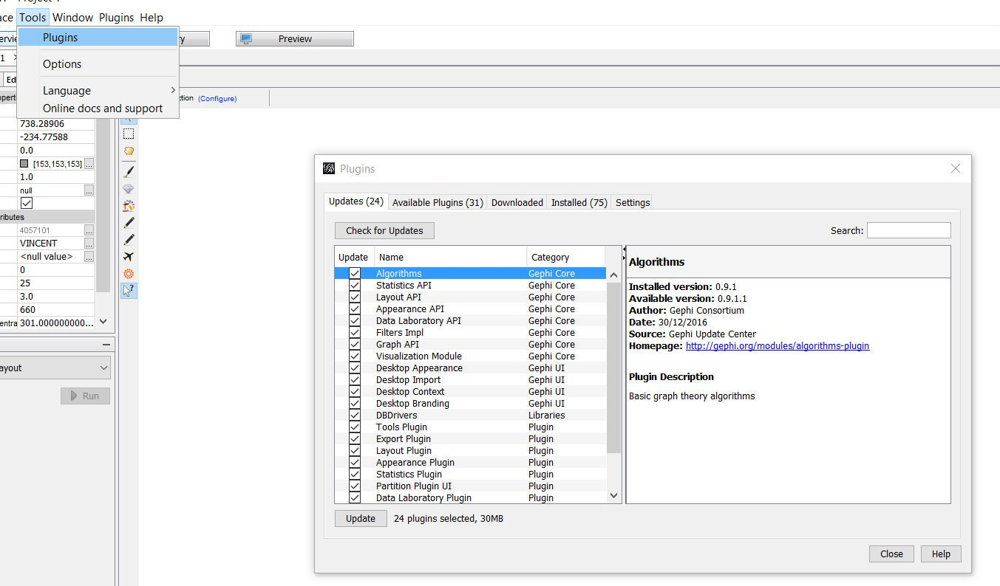 Project 1
ace Tools Window Plugins Help
Plugins
Preview
Options
Language
Online docs and support
ction (Configure)
Ed
1
738.28906
-234.77588
0.0
[153,153,153] ...
1.0
null ...
ributes
4057101 ...
VINCENT ...
<null value> ...
0
25
3.0
660
entra 301.000000000...
ayout
Run
Plugins
Updates (24) Available Plugins (31) Downloaded Installed (75) Settings
Check for Updates Search:
Update Name Category
Algorithms Gephi Core
Statistics API Gephi Core
Layout API Gephi Core
Appearance API Gephi Core
Data Laboratory API Gephi Core
Filters Impl Gephi Core
Graph API Gephi Core
Visualization Module Gephi Core
Desktop Appearance Gephi UI
Desktop Import Gephi UI
Desktop Context Gephi UI
Desktop Branding Gephi UI
DBDrivers Libraries
Tools Plugin Plugin
Export Plugin Plugin
Layout Plugin Plugin
Appearance Plugin Plugin
Statistics Plugin Plugin
Partition Plugin UI Plugin
Data Laboratory Plugin Plugin
Algorithms
Installed version: 0.9.1
Available version: 0.9.1.1
Author: Gephi Consortium
Date: 30/12/2016
Source: Gephi Update Center
Homepage: http://gephi.org/modules/algorithms-plugin
Plugin Description
Basic graph theory algorithms
Update 24 plugins selected, 30MB
Close Help